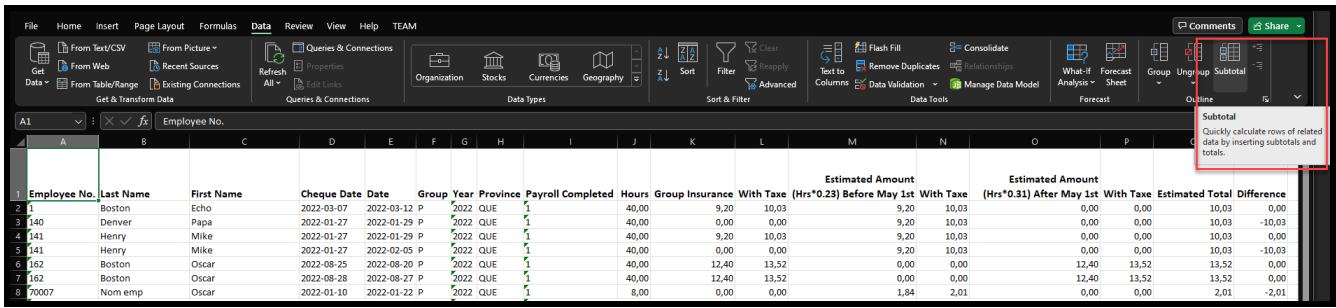 File Home Insert Page Layout Formulas Data Review View Help TEAM Comments Share
Get Data
From Text/CSV
From Web
From Table/Range
From Picture
Recent Sources
Existing Connections
Get & Transform Data
Refresh All
Queries & Connections
Properties
Edit Links
Queries & Connections
Organization Stocks Currencies Geography
Data Types
Sort
Filter
Clear
Reapply
Advanced
Sort & Filter
Text to Columns
Flash Fill
Remove Duplicates
Data Validation
Consolidate
Relationships
Manage Data Model
Data Tools
What-If Analysis
Forecast Sheet
Forecast
Group Ungroup Subtotal
Outline
Subtotal
Quickly calculate rows of related
data by inserting subtotals and
totals.
A1 fx Employee No.
A B C D E F G H I J K L M N O P
Estimated Amount Estimated Amount
1 Employee No. Last Name First Name Cheque Date Date Group Year Province Payroll Completed Hours Group Insurance With Taxe (Hrs*0.23) Before May 1st With Taxe (Hrs*0.31) After May 1st With Taxe Estimated Total Difference
2 1 Boston Echo 2022-03-07 2022-03-12 P 2022 QUE 1 40,00 9,20 10,03 9,20 10,03 0,00 0,00 10,03 0,00
3 140 Denver Papa 2022-01-27 2022-01-29 P 2022 QUE 1 40,00 0,00 0,00 9,20 10,03 0,00 0,00 10,03 -10,03
4 141 Henry Mike 2022-01-27 2022-01-29 P 2022 QUE 1 40,00 9,20 10,03 9,20 10,03 0,00 0,00 10,03 0,00
5 141 Henry Mike 2022-01-27 2022-02-05 P 2022 QUE 1 40,00 0,00 0,00 9,20 10,03 0,00 0,00 10,03 -10,03
6 162 Boston Oscar 2022-08-25 2022-08-20 P 2022 QUE 1 40,00 12,40 13,52 0,00 0,00 12,40 13,52 13,52 0,00
7 162 Boston Oscar 2022-08-28 2022-08-27 P 2022 QUE 1 40,00 12,40 13,52 0,00 0,00 12,40 13,52 13,52 0,00
8 70007 Nom emp Oscar 2022-01-10 2022-01-22 P 2022 QUE 1 8,00 0,00 0,00 1,84 2,01 0,00 0,00 2,01 -2,01